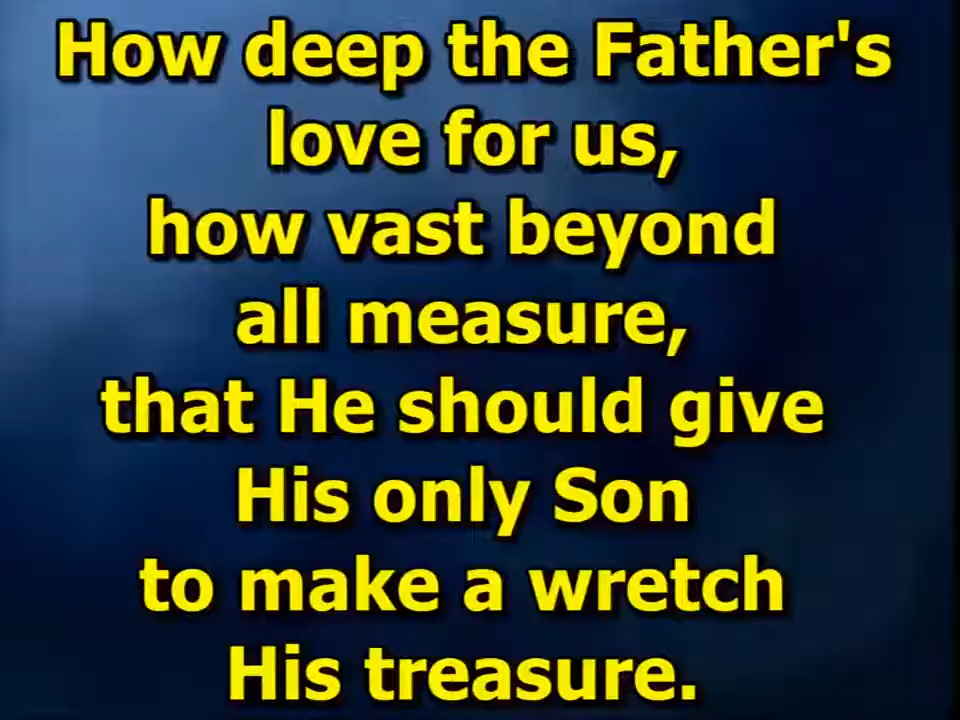 How deep the Father's
love for us,
how vast beyond
all measure,
that He should give
His only Son
to make a wretch
His treasure.